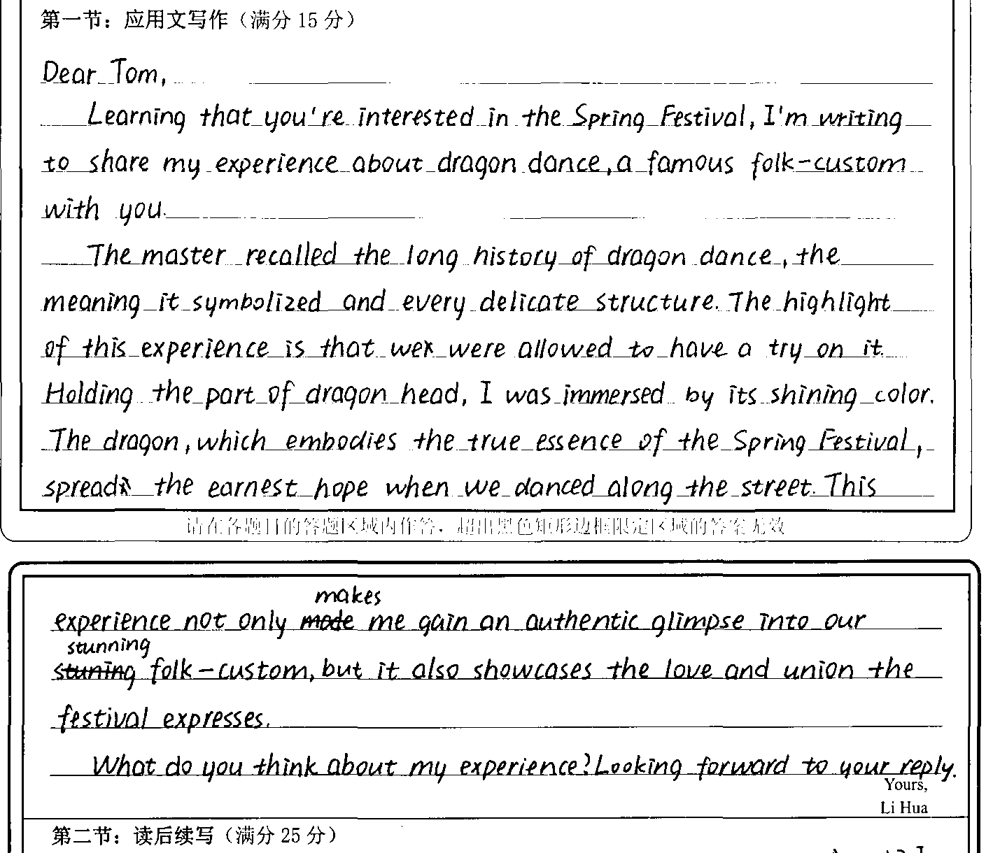 第一节：应用文写作（满分 15 分）
Dear Tom,
Learning that you're interested in the Spring Festival, I'm writing
to share my experience about dragon dance, a famous folk-custom
with you.
The master recalled the long history of dragon dance, the
meaning it symbolized and every delicate structure. The highlight
of this experience is that we were allowed to have a try on it.
Holding the part of dragon head, I was immersed by its shining color.
The dragon, which embodies the true essence of the Spring Festival,
spread the earnest hope when we danced along the street. This
请在各题目的答题区域内作答，超出黑色矩形边框限定区域的答案无效
makes
experience not only made me gain an authentic glimpse into our
stunning
stuning folk-custom, but it also showcases the love and union the
festival expresses.
What do you think about my experience? Looking forward to your reply.
Yours,
Li Hua
第二节：读后续写（满分 25 分）